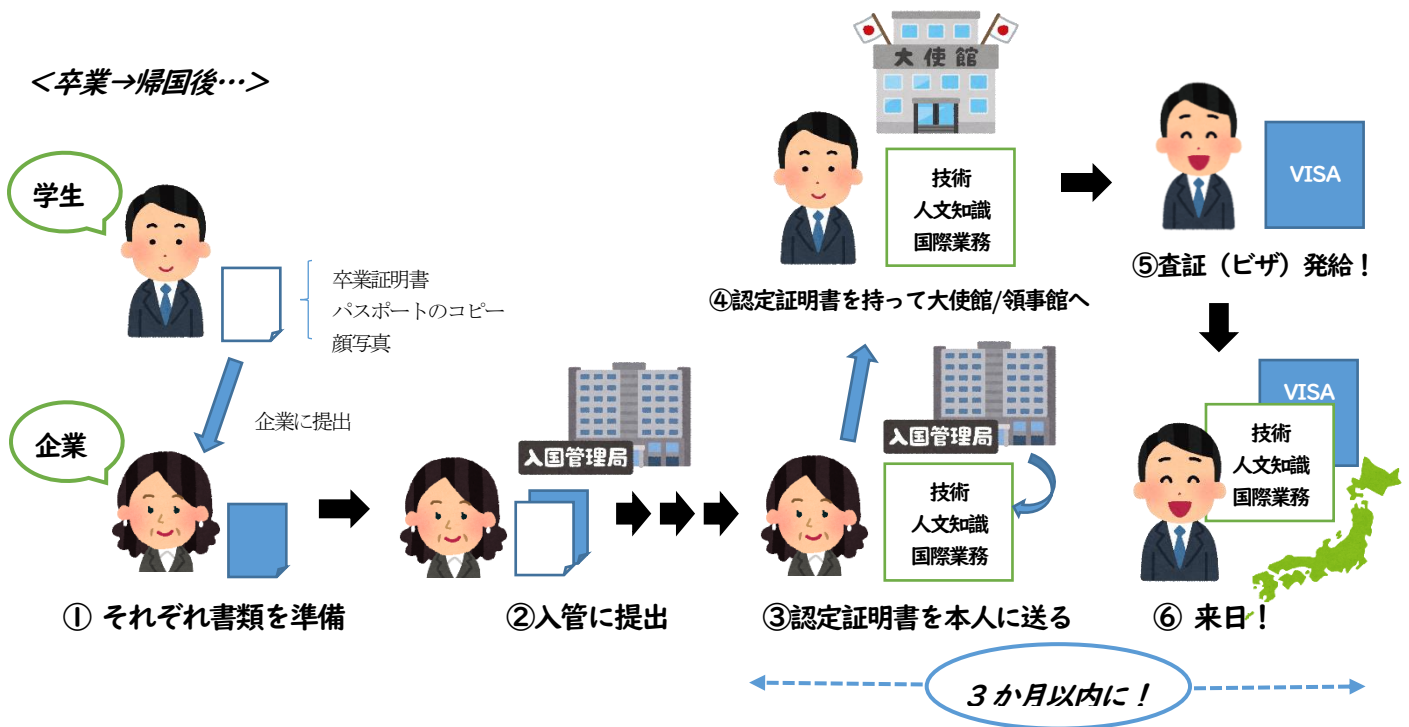 ＜卒業→帰国後…＞
学生
卒業証明書
パスポートのコピー
顔写真
企業に提出
企業
① それぞれ書類を準備
入国管理局
②入管に提出
入国管理局
技術
人文知識
国際業務
③認定証明書を本人に送る
大使館
技術
人文知識
国際業務
④認定証明書を持って大使館/領事館へ
VISA
⑤査証（ビザ）発給！
VISA
技術
人文知識
国際業務
⑥ 来日！
３か月以内に！